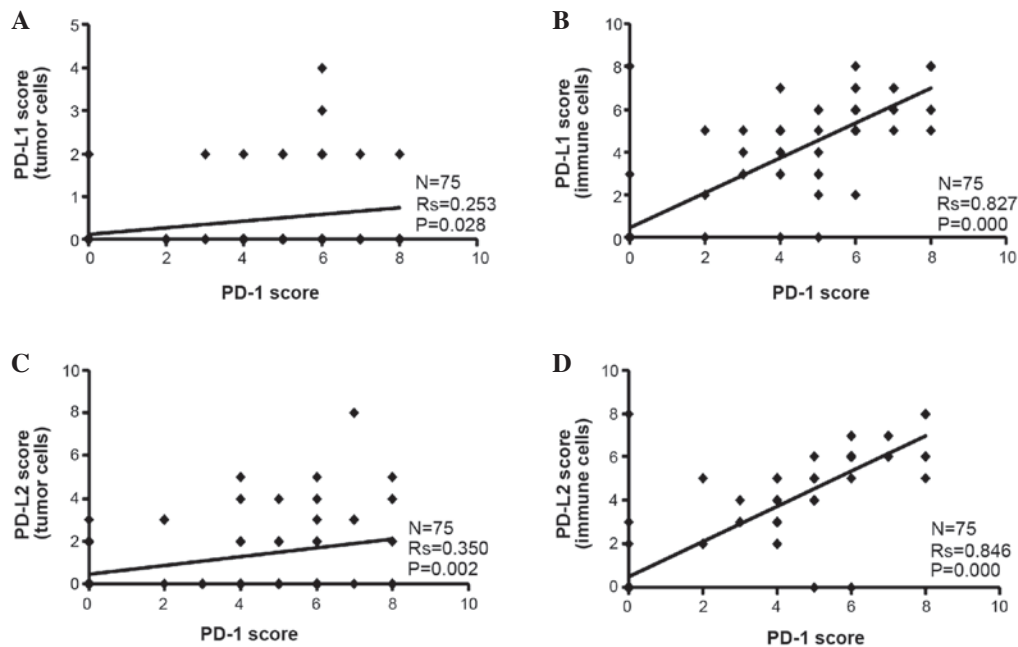 A
PD-L1 score
(tumor cells)
5
4
3
2
1
0
0
2
4
6
8
10
N=75
Rs=0.253
P=0.028
PD-1 score
B
PD-L1 score
(immune cells)
10
8
6
4
2
0
0
2
4
6
8
10
N=75
Rs=0.827
P=0.000
PD-1 score
C
PD-L2 score
(tumor cells)
10
8
6
4
2
0
0
2
4
6
8
10
N=75
Rs=0.350
P=0.002
PD-1 score
D
PD-L2 score
(immune cells)
10
8
6
4
2
0
0
2
4
6
8
10
N=75
Rs=0.846
P=0.000
PD-1 score